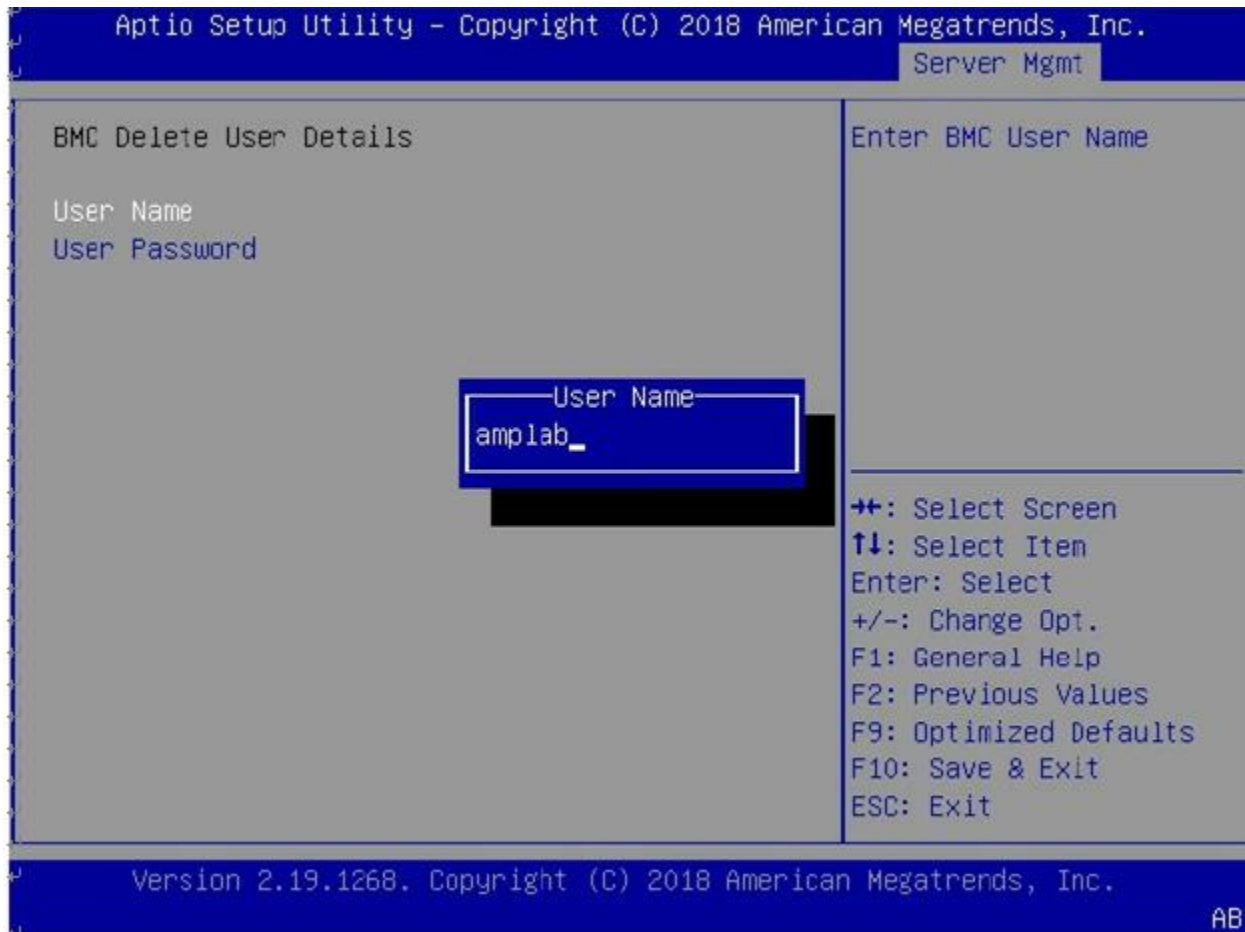 Aptio Setup Utility – Copyright (C) 2018 American Megatrends, Inc.
Server Mgmt
BMC Delete User Details
User Name
User Password
User Name
amplab_
Enter BMC User Name
→←: Select Screen
↑↓: Select Item
Enter: Select
+/-: Change Opt.
F1: General Help
F2: Previous Values
F9: Optimized Defaults
F10: Save & Exit
ESC: Exit
Version 2.19.1268. Copyright (C) 2018 American Megatrends, Inc.
AB